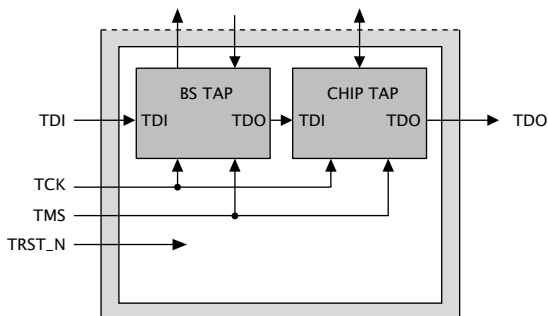 BS TAP
CHIP TAP
TDI
TDI
TDO
TDI
TDO
TDO
TCK
TMS
TRST_N